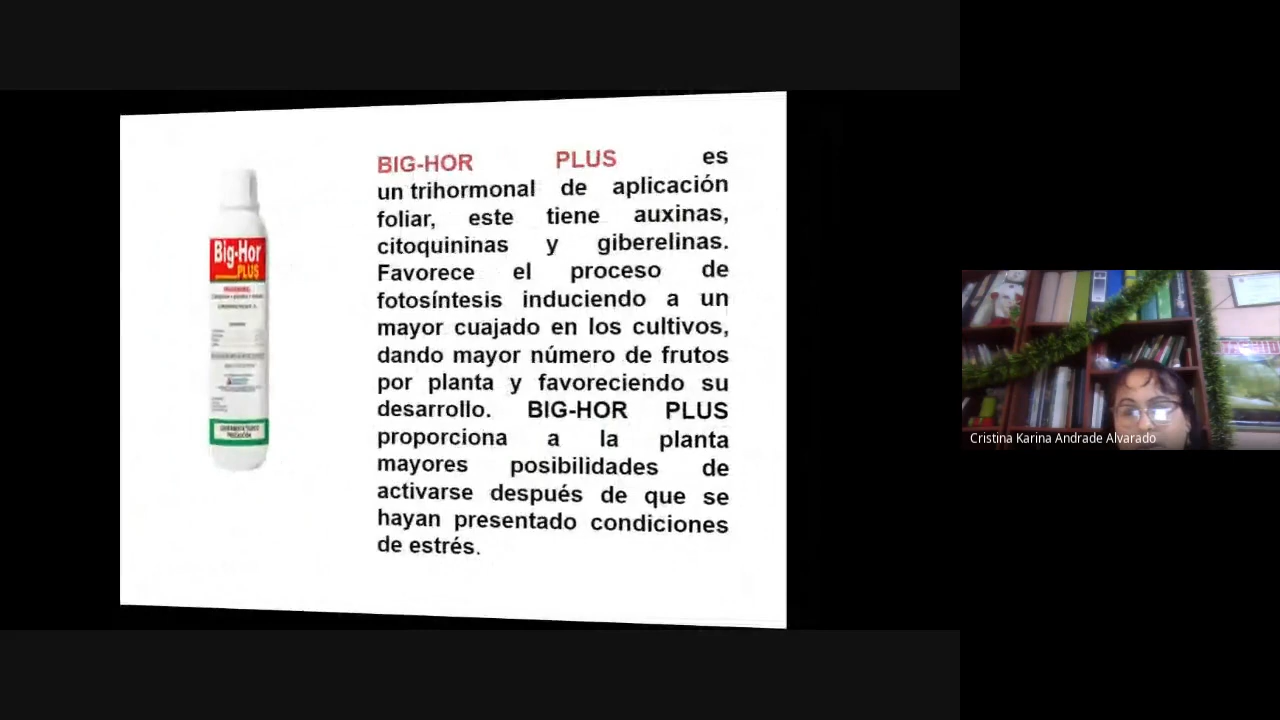 BIG-HOR PLUS es
un trihormonal de aplicación
foliar, este tiene auxinas,
citoquininas y giberelinas.
Favorece el proceso de
fotosíntesis induciendo a un
mayor cuajado en los cultivos,
dando mayor número de frutos
por planta y favoreciendo su
desarrollo. BIG-HOR PLUS
proporciona a la planta
mayores posibilidades de
activarse después de que se
hayan presentado condiciones
de estrés.
Big-Hor
PLUS
PRECAUCIÓN
Cristina Karina Andrade Alvarado